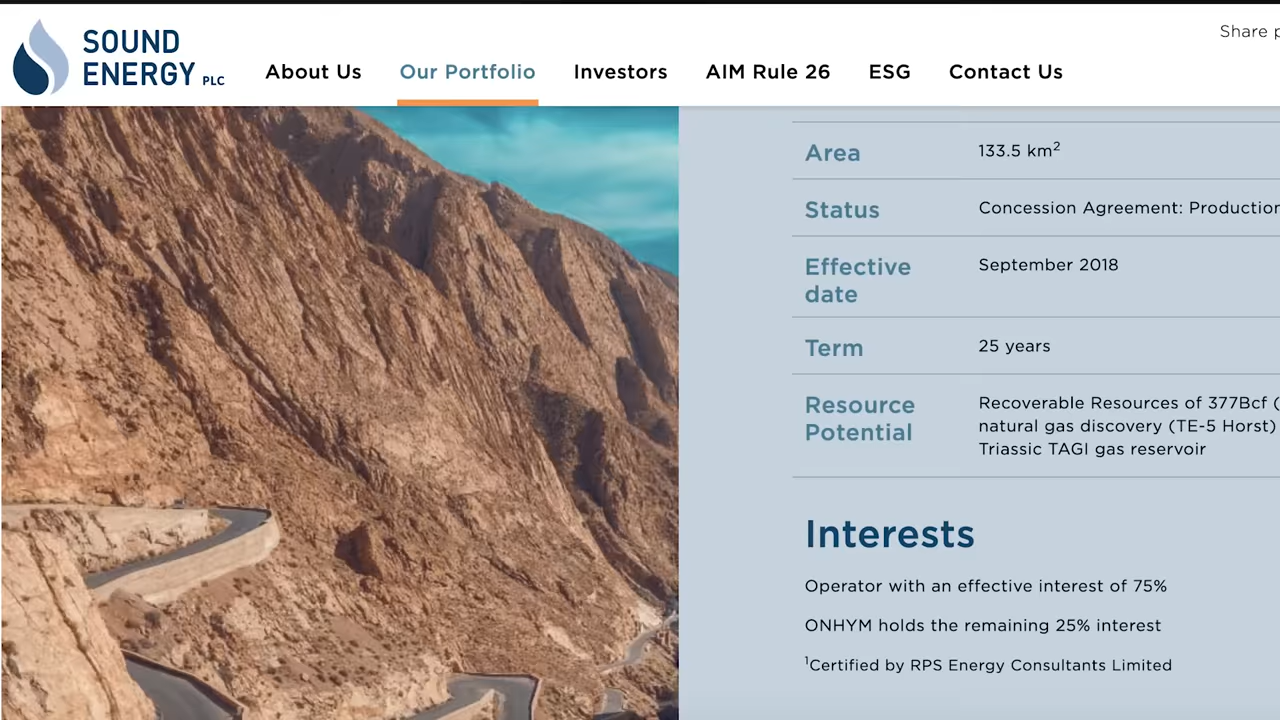 Share
SOUND
ENERGY PLC
About Us Our Portfolio Investors AIM Rule 26 ESG Contact Us
Area 133.5 km²
Status Concession Agreement: Production
Effective September 2018
date
Term 25 years
Resource Recoverable Resources of 377Bcf (
Potential natural gas discovery (TE-5 Horst)
Triassic TAGI gas reservoir
Interests
Operator with an effective interest of 75%
ONHYM holds the remaining 25% interest
¹Certified by RPS Energy Consultants Limited